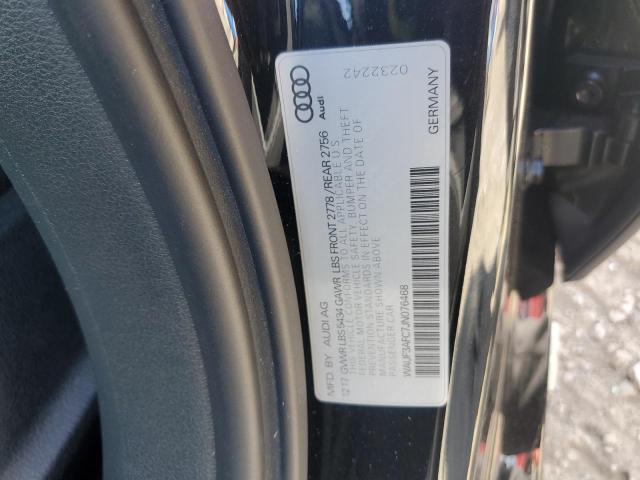 MFD. BY AUDI AG
12.17 GVWR LBS 5434 GAWR LBS FRONT 2778 / REAR 2756
THIS VEHICLE CONFORMS TO ALL APPLICABLE U.S.
FEDERAL MOTOR VEHICLE SAFETY, BUMPER AND THEFT
PREVENTION STANDARDS IN EFFECT ON THE DATE OF
MANUFACTURE SHOWN ABOVE
PASSENGER CAR
WAUF3AFC7JN076468
Audi
0232242
GERMANY